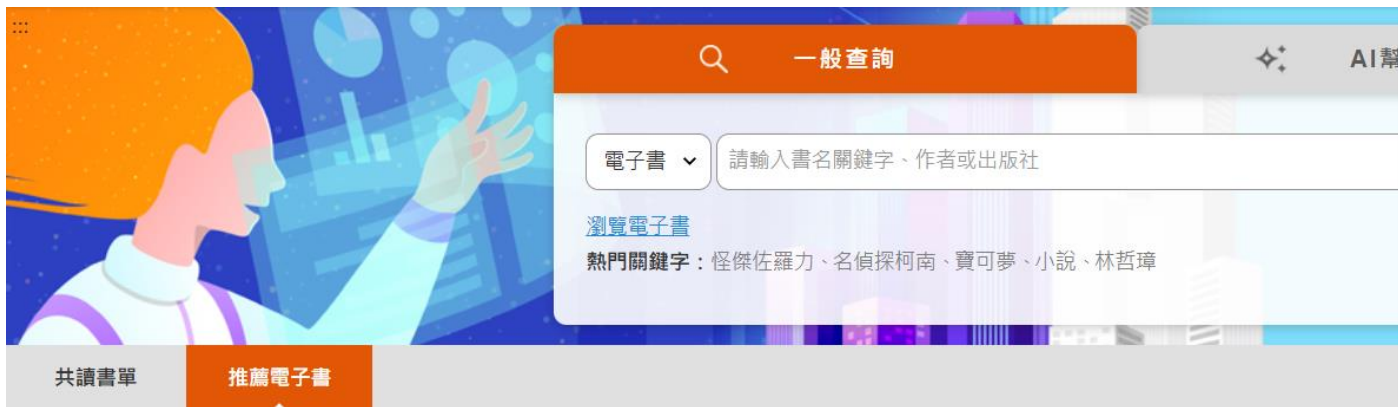 :::
一般查詢
AI幫
電子書
請輸入書名關鍵字、作者或出版社
瀏覽電子書
熱門關鍵字：怪傑佐羅力、名偵探柯南、寶可夢、小說、林哲璋
共讀書單
推薦電子書